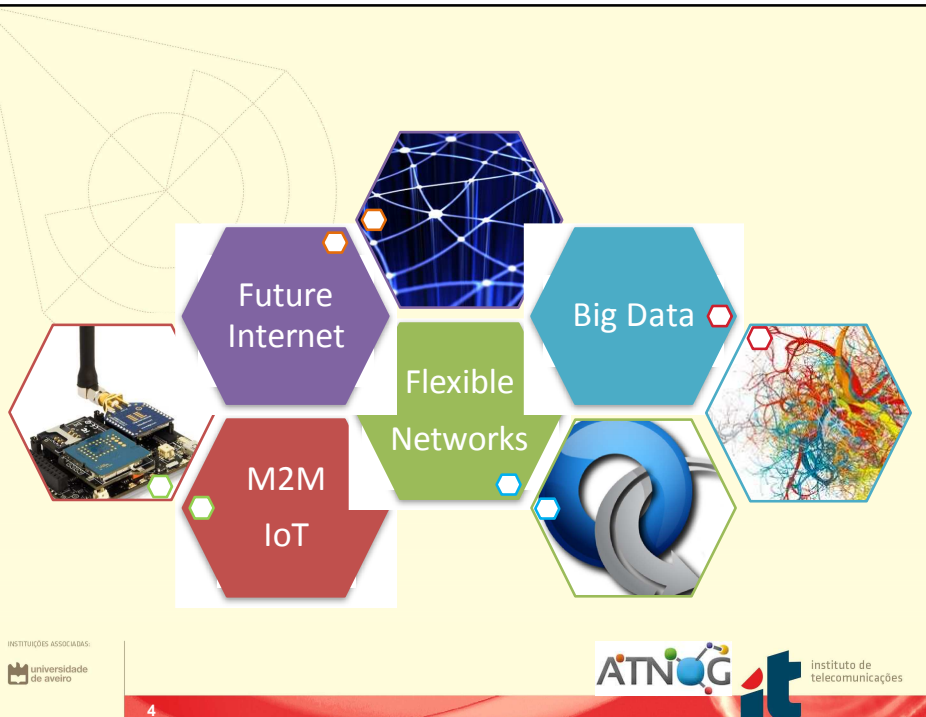 Future
Internet
Big Data
Flexible
Networks
M2M
IoT
INSTITUIÇÕES ASSOCIADAS:
universidade
de aveiro
ATNOG
it
instituto de
telecomunicações
4